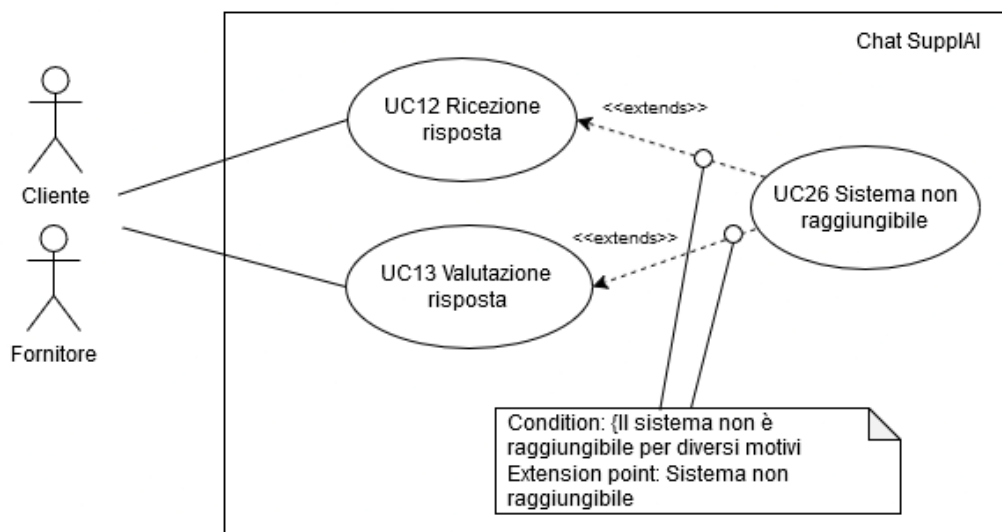 Chat SupplAI
UC12 Ricezione
risposta
<<extends>>
Cliente
UC26 Sistema non
raggiungibile
<<extends>>
UC13 Valutazione
risposta
Fornitore
Condition: {Il sistema non è
raggiungibile per diversi motivi
Extension point: Sistema non
raggiungibile